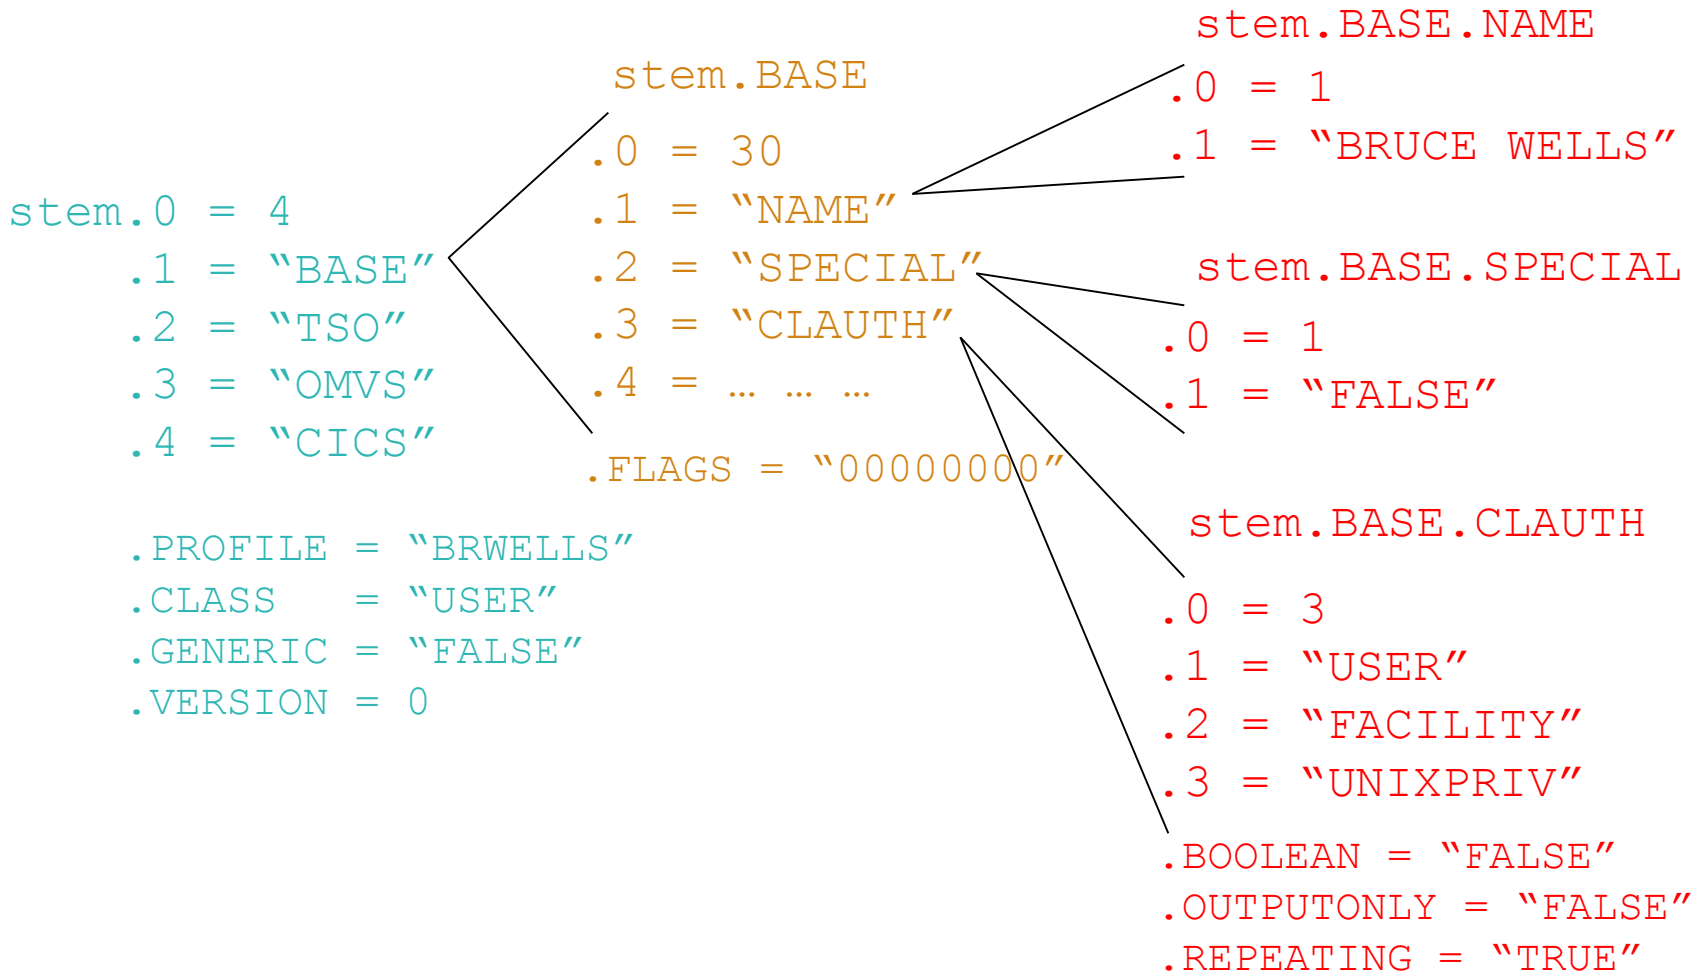 stem.0 = 4
.1 = “BASE”
.2 = “TSO”
.3 = “OMVS”
.4 = “CICS”
.PROFILE = “BRWELLS”
.CLASS = “USER”
.GENERIC = “FALSE”
.VERSION = 0
stem.BASE
.0 = 30
.1 = “NAME”
.2 = “SPECIAL”
.3 = “CLAUTH”
.4 = … … …
.FLAGS = “00000000”
stem.BASE.NAME
.0 = 1
.1 = “BRUCE WELLS”
stem.BASE.SPECIAL
.0 = 1
.1 = “FALSE”
stem.BASE.CLAUTH
.0 = 3
.1 = “USER”
.2 = “FACILITY”
.3 = “UNIXPRIV”
.BOOLEAN = “FALSE”
.OUTPUTONLY = “FALSE”
.REPEATING = “TRUE”